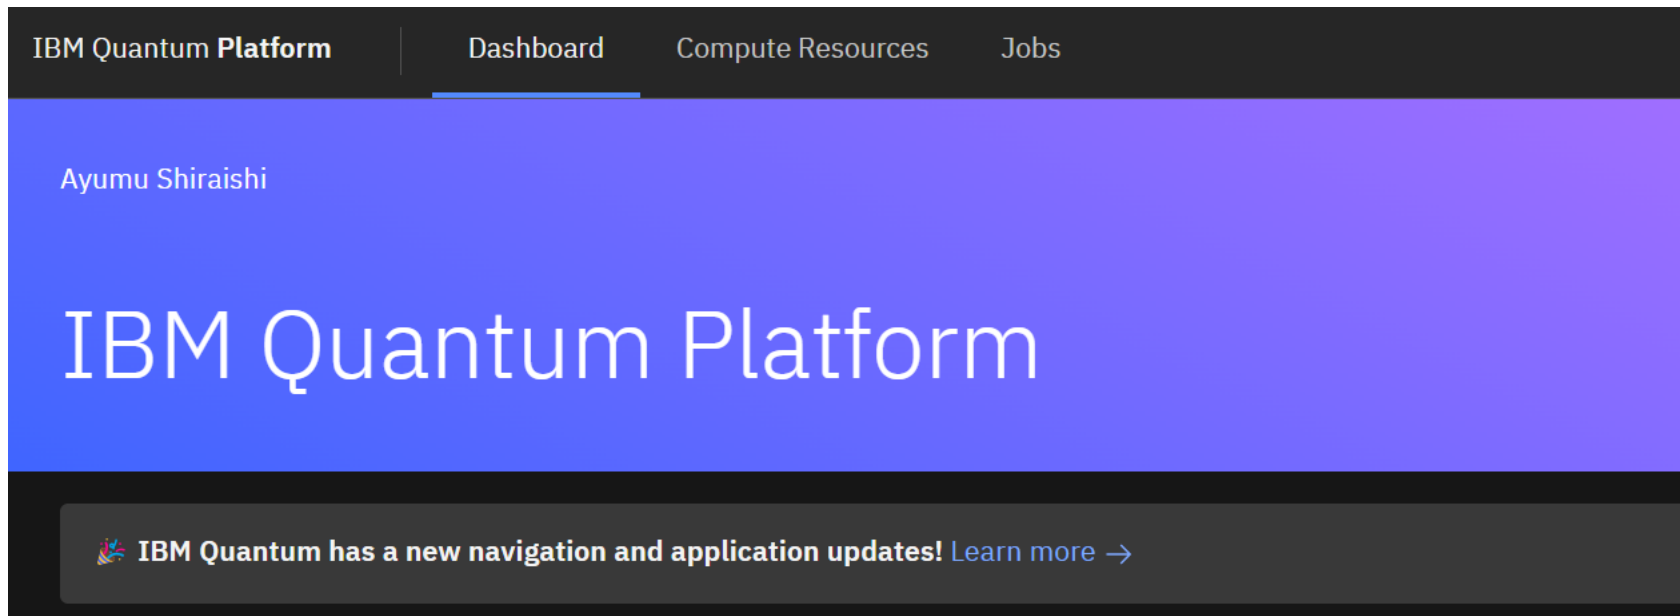 IBM Quantum Platform Dashboard Compute Resources Jobs
Ayumu Shiraishi
IBM Quantum Platform
🎉 IBM Quantum has a new navigation and application updates! Learn more →